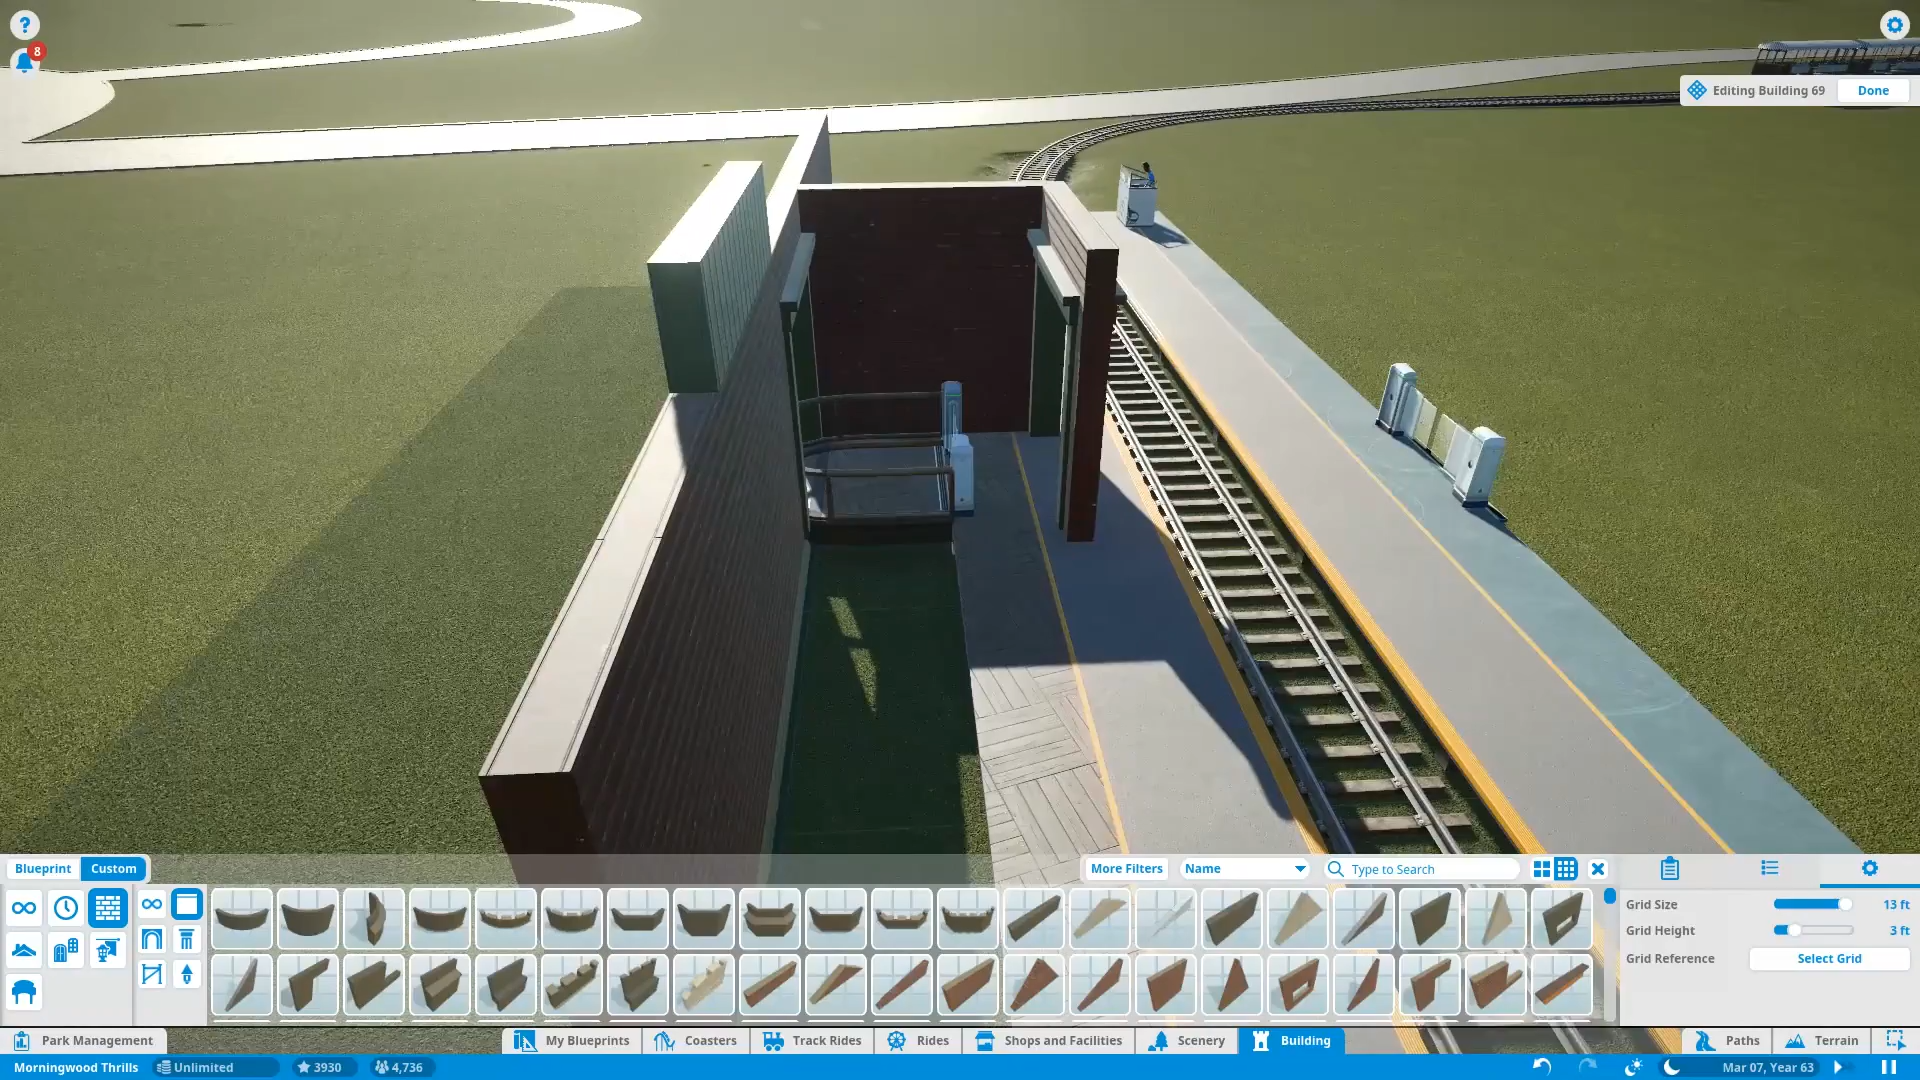 ?
8
Editing Building 69
Done
Blueprint
Custom
More Filters
Name
Type to Search
Grid Size
13 ft
Grid Height
3 ft
Grid Reference
Select Grid
Park Management
My Blueprints
Coasters
Track Rides
Rides
Shops and Facilities
Scenery
Building
Paths
Terrain
Morningwood Thrills
Unlimited
3930
4,736
Mar 07, Year 63